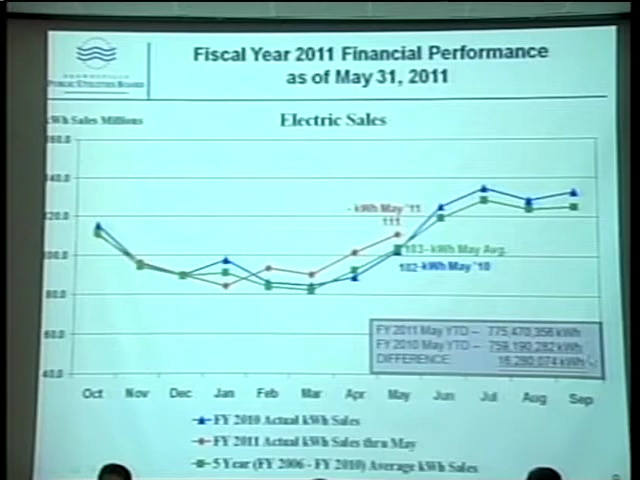 Fiscal Year 2011 Financial Performance
as of May 31, 2011
BROWNSVILLE
PUBLIC UTILITIES BOARD
kWh Sales Millions
Electric Sales
160.0
140.0
120.0
100.0
80.0
60.0
40.0
- kWh May '11
111
103- kWh May Avg.
102-kWh May '10
FY 2011 May YTD – 775,470,356 kWh
FY 2010 May YTD – 759,190,282 kWh
DIFFERENCE: 16,280,074 kWh
Oct Nov Dec Jan Feb Mar Apr May Jun Jul Aug Sep
FY 2010 Actual kWh Sales
FY 2011 Actual kWh Sales thru May
5 Year (FY 2006 - FY 2010) Average kWh Sales